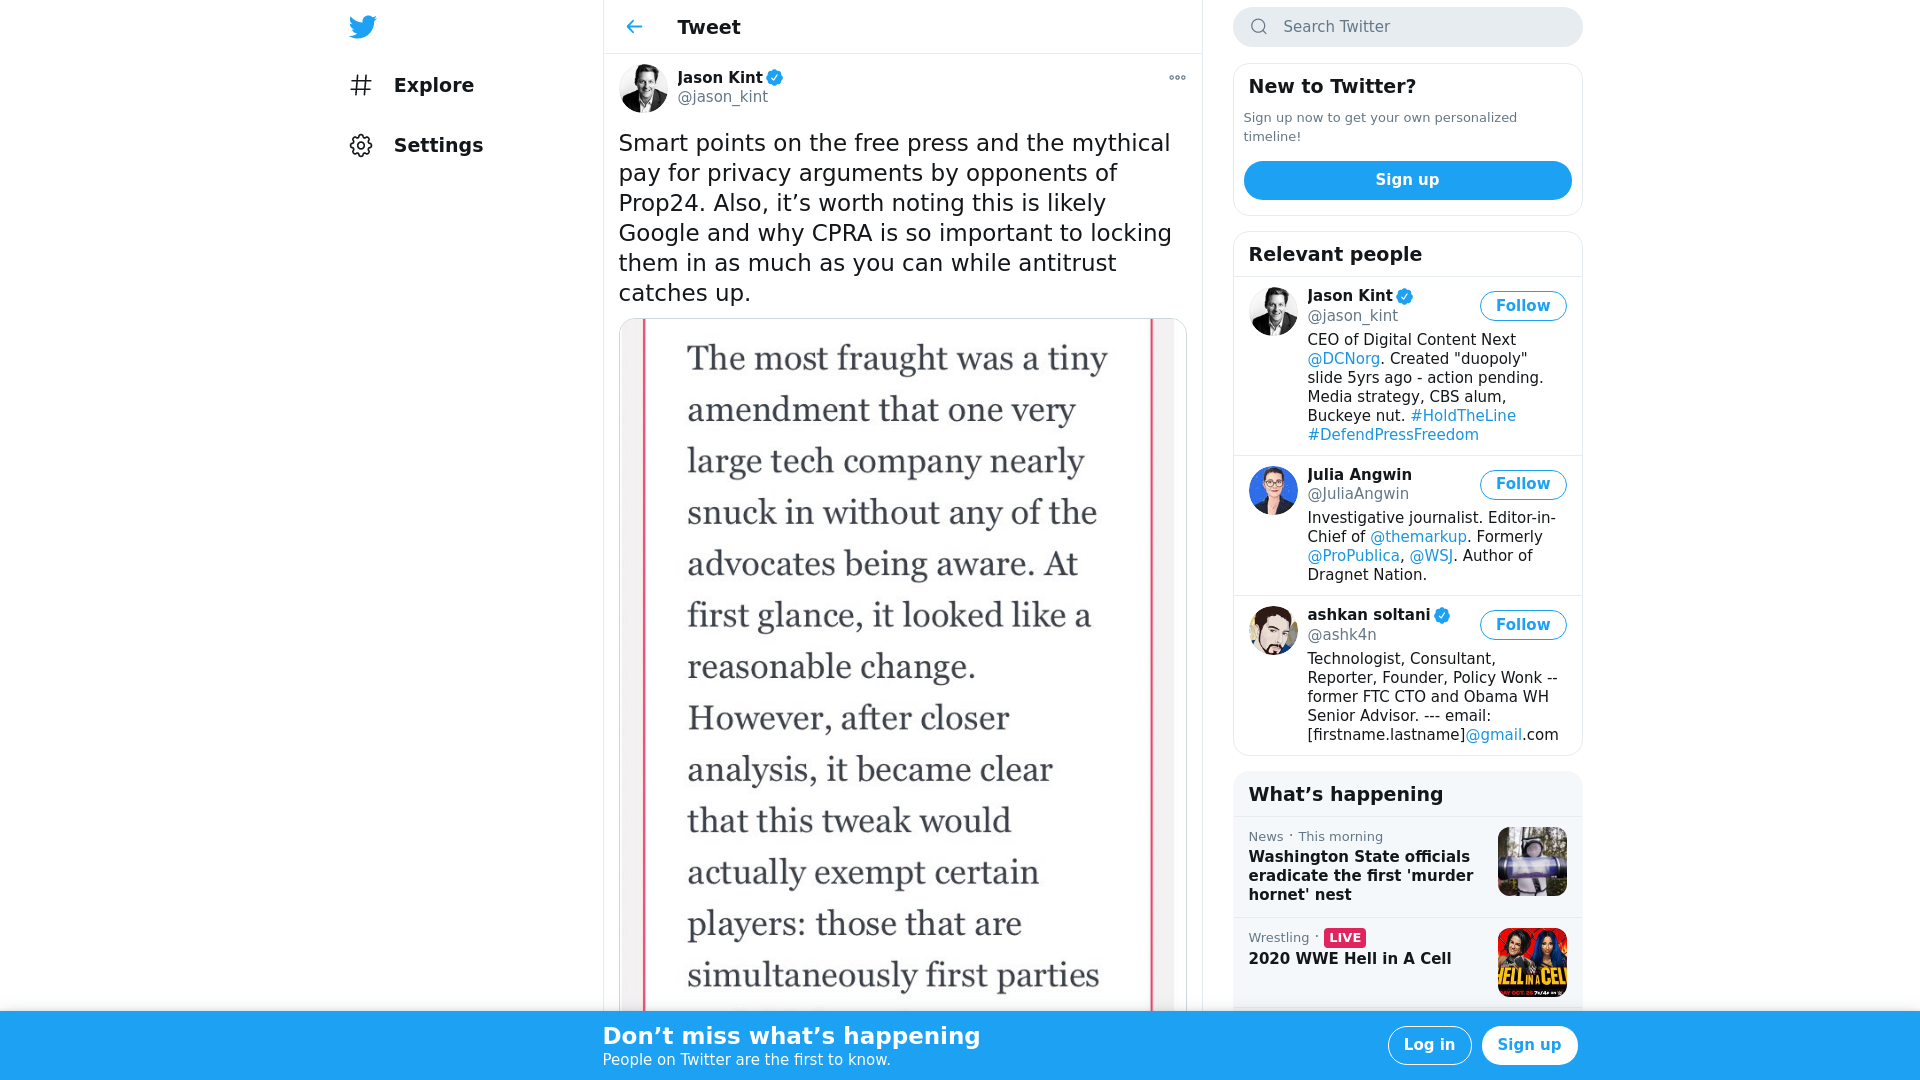 Explore
Settings
Tweet
Jason Kint
@jason_kint
Smart points on the free press and the mythical
pay for privacy arguments by opponents of
Prop24. Also, it’s worth noting this is likely
Google and why CPRA is so important to locking
them in as much as you can while antitrust
catches up.
The most fraught was a tiny
amendment that one very
large tech company nearly
snuck in without any of the
advocates being aware. At
first glance, it looked like a
reasonable change.
However, after closer
analysis, it became clear
that this tweak would
actually exempt certain
players: those that are
simultaneously first parties
Search Twitter
New to Twitter?
Sign up now to get your own personalized
timeline!
Sign up
Relevant people
Jason Kint
@jason_kint
Follow
CEO of Digital Content Next
@DCNorg. Created "duopoly"
slide 5yrs ago - action pending.
Media strategy, CBS alum,
Buckeye nut. #HoldTheLine
#DefendPressFreedom
Julia Angwin
@JuliaAngwin
Follow
Investigative journalist. Editor-in-
Chief of @themarkup. Formerly
@ProPublica, @WSJ. Author of
Dragnet Nation.
ashkan soltani
@ashk4n
Follow
Technologist, Consultant,
Reporter, Founder, Policy Wonk --
former FTC CTO and Obama WH
Senior Advisor. --- email:
[firstname.lastname]@gmail.com
What’s happening
News · This morning
Washington State officials
eradicate the first 'murder
hornet' nest
Wrestling · LIVE
2020 WWE Hell in A Cell
HELL IN A CELL
Don’t miss what’s happening
People on Twitter are the first to know.
Log in
Sign up